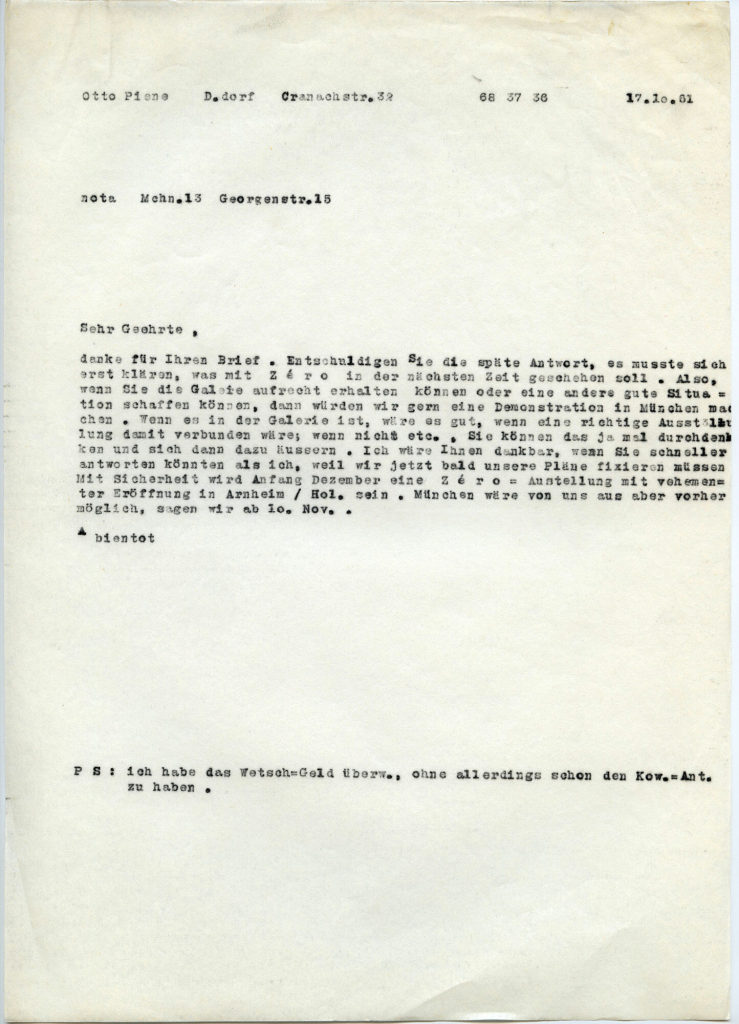 Otto Piene D.dorf Cranachstr.32 68 37 36 17.10.61
nota Mchn.13 Georgenstr.15
Sehr Geehrte ,
danke für Ihren Brief . Entschuldigen Sie die späte Antwort, es musste sich
erst klären, was mit Z é r o in der nächsten Zeit geschehen soll . Also,
wenn Sie die Galeie aufrecht erhalten können oder eine andere gute Situa =
tion schaffen können, dann würden wir gern eine Demonstration in München mac
chen . Wenn es in der Galerie ist, wäre es gut, wenn eine richtige
lung damit verbunden wäre; wenn nicht etc. , Sie können das ja mal durchden
ken und sich dann dazu äussern . Ich wäre Ihnen dankbar, wenn Sie schneller
antworten könnten als ich, weil wir jetzt bald unsere Pläne fixieren müssen
Mit Sicherheit wird Anfang Dezember eine Z é r o = Austellung mit vehemen=
ter Eröffnung in Arnheim / Hol. sein . München wäre von uns aus aber vorher
möglich, sagen wir ab lo. Nov. .
A bientot
P S : ich habe das Wetsch=Geld überw., ohne allerdings schon den Kow.=Ant.
zu haben .